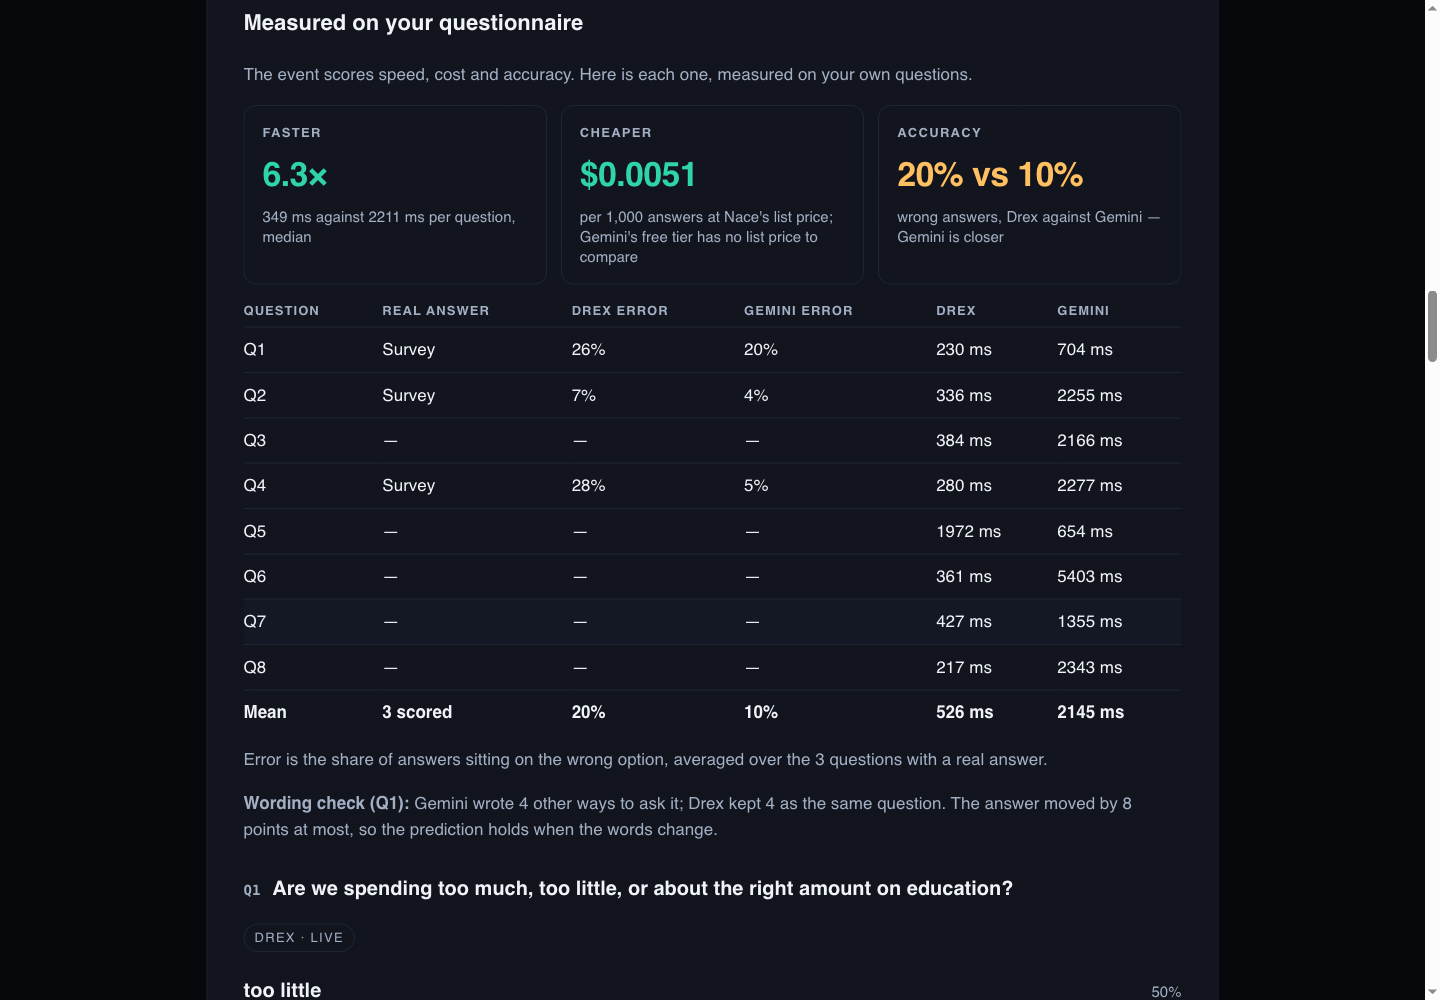 Measured on your questionnaire
The event scores speed, cost and accuracy. Here is each one, measured on your own questions.
FASTER
6.3×
349 ms against 2211 ms per question,
median
CHEAPER
$0.0051
per 1,000 answers at Nace's list price;
Gemini's free tier has no list price to
compare
ACCURACY
20% vs 10%
wrong answers, Drex against Gemini —
Gemini is closer
QUESTION REAL ANSWER DREX ERROR GEMINI ERROR DREX GEMINI
Q1 Survey 26% 20% 230 ms 704 ms
Q2 Survey 7% 4% 336 ms 2255 ms
Q3 — — — 384 ms 2166 ms
Q4 Survey 28% 5% 280 ms 2277 ms
Q5 — — — 1972 ms 654 ms
Q6 — — — 361 ms 5403 ms
Q7 — — — 427 ms 1355 ms
Q8 — — — 217 ms 2343 ms
Mean 3 scored 20% 10% 526 ms 2145 ms
Error is the share of answers sitting on the wrong option, averaged over the 3 questions with a real answer.
Wording check (Q1): Gemini wrote 4 other ways to ask it; Drex kept 4 as the same question. The answer moved by 8
points at most, so the prediction holds when the words change.
Q1 Are we spending too much, too little, or about the right amount on education?
DREX · LIVE
too little 50%